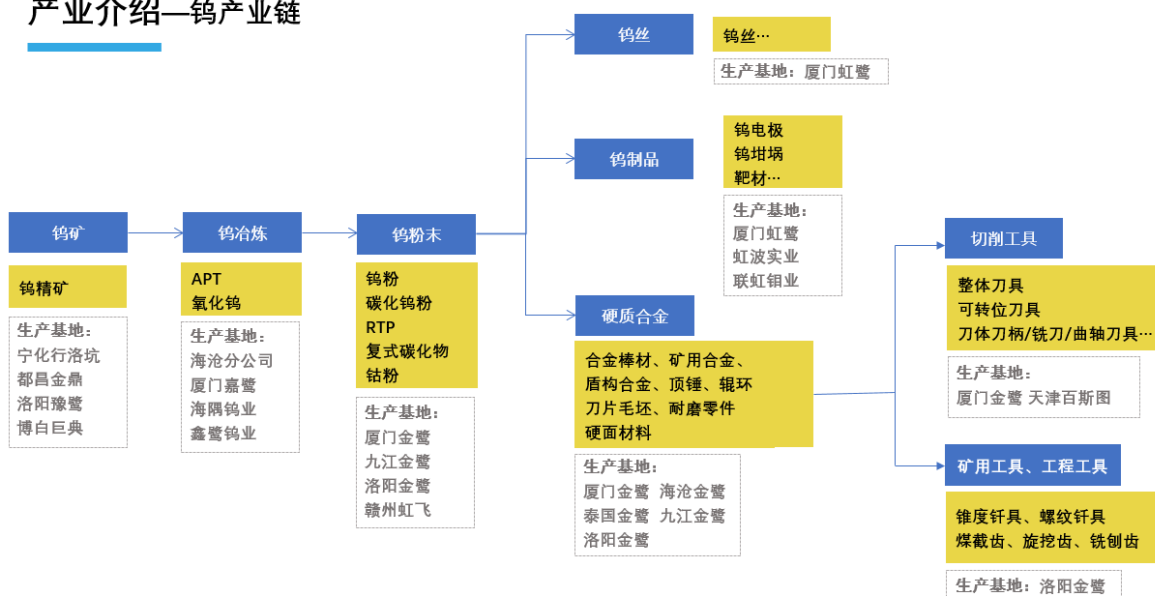 产业介绍—钨产业链
钨矿
钨精矿
生产基地：
宁化行洛坑
都昌金鼎
洛阳豫鹭
博白巨典
钨冶炼
APT
氧化钨
生产基地：
海沧分公司
厦门嘉鹭
海隅钨业
鑫鹭钨业
钨粉末
钨粉
碳化钨粉
RTP
复式碳化物
钴粉
生产基地：
厦门金鹭
九江金鹭
洛阳金鹭
赣州虹飞
钨丝
钨丝…
生产基地：厦门虹鹭
钨制品
钨电极
钨坩埚
靶材…
生产基地：
厦门虹鹭
虹波实业
联虹钼业
硬质合金
合金棒材、矿用合金、
盾构合金、顶锤、辊环
刀片毛坯、耐磨零件
硬面材料
生产基地：
厦门金鹭 海沧金鹭
泰国金鹭 九江金鹭
洛阳金鹭
切削工具
整体刀具
可转位刀具
刀体刀柄/铣刀/曲轴刀具…
生产基地：
厦门金鹭 天津百斯图
矿用工具、工程工具
锥度钎具、螺纹钎具
煤截齿、旋挖齿、铣刨齿
生产基地：洛阳金鹭